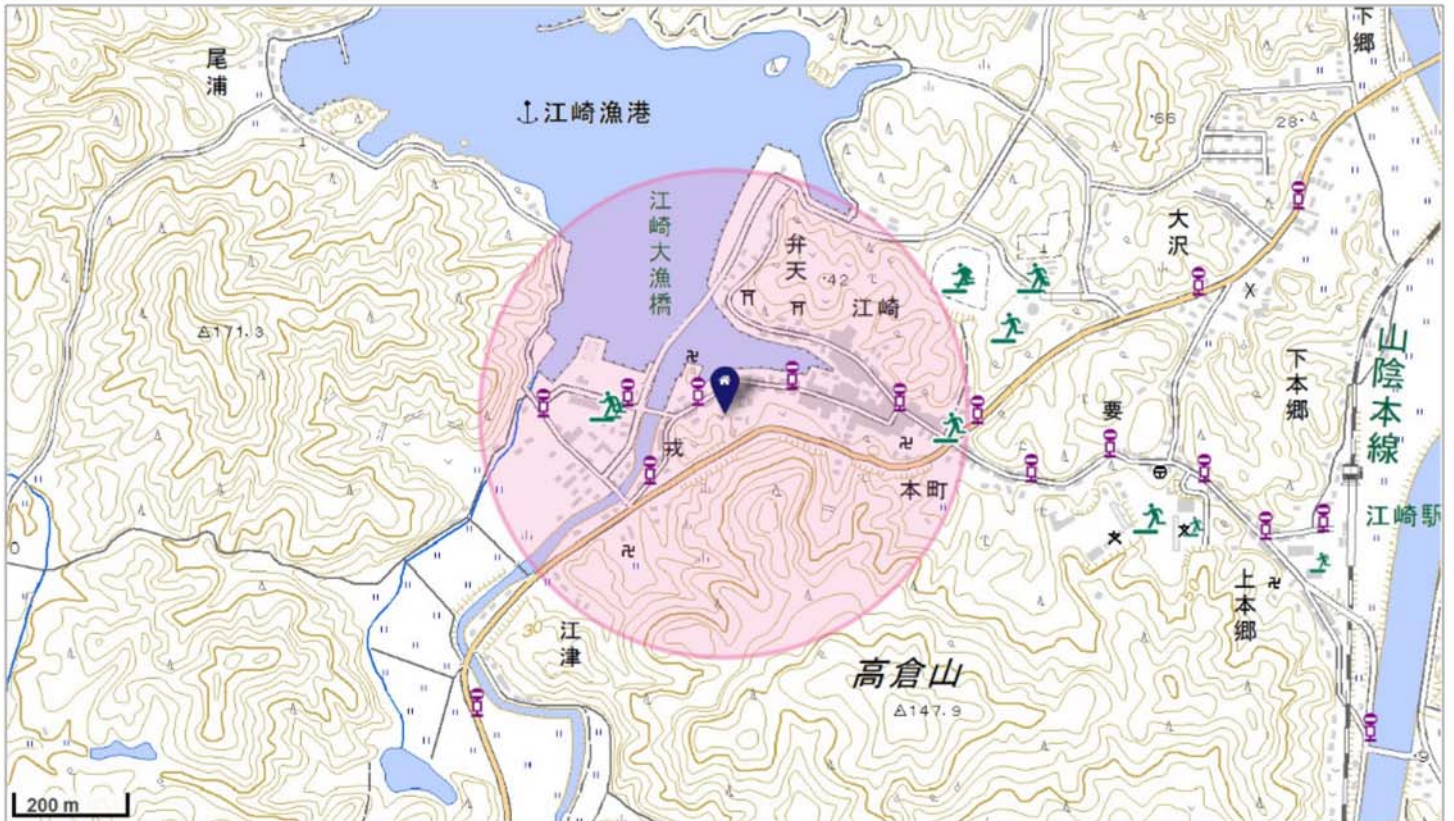 下郷
尾浦
江崎漁港
・66
28・
江崎大漁橋
弁天
・42
江崎
大沢
171.3
下本郷
山陰本線
要
戎
本町
江崎駅
上本郷
30
江津
高倉山
147.9
200 m